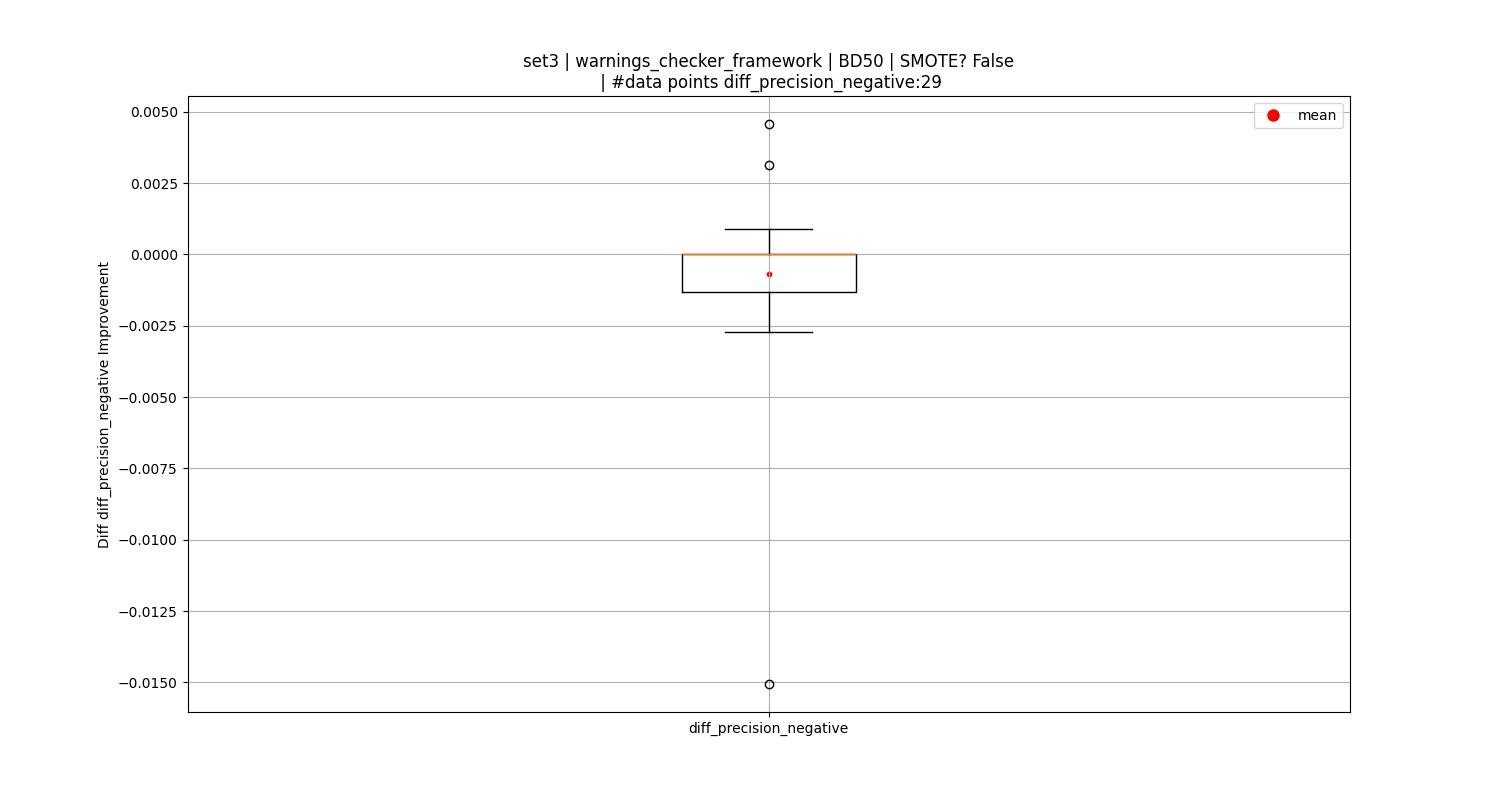 set3 | warnings_checker_framework | BD50 | SMOTE? False
| #data points diff_precision_negative:29
mean
0.0050
0.0025
0.0000
−0.0025
−0.0050
−0.0075
−0.0100
−0.0125
−0.0150
Diff diff_precision_negative Improvement
diff_precision_negative